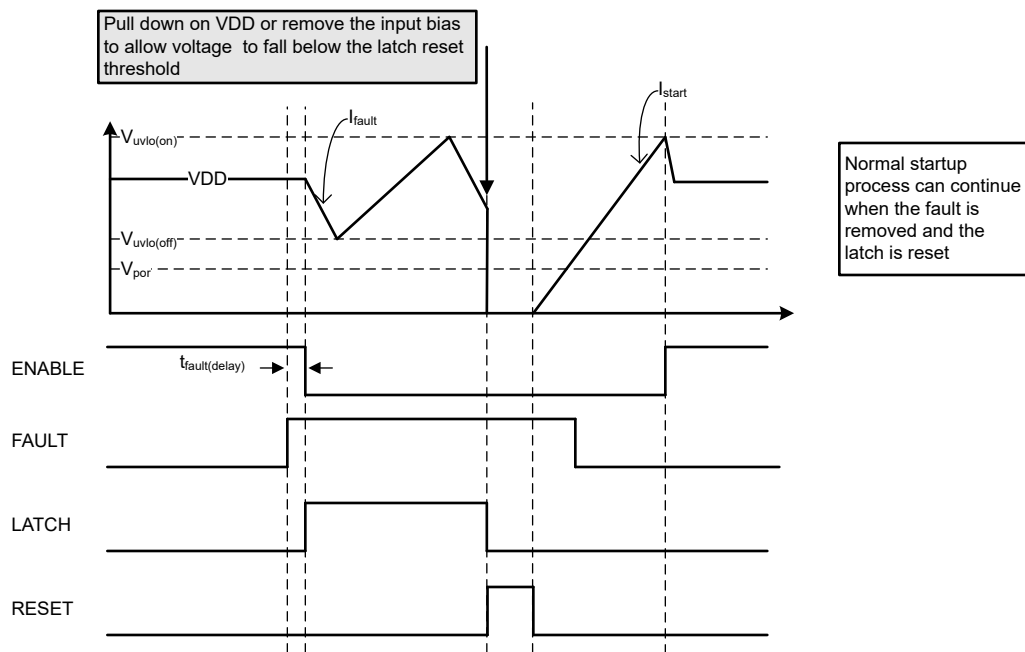 Pull down on VDD or remove the input bias
to allow voltage to fall below the latch reset
threshold
Istart
Ifault
Vuvlo(on)
VDD
Vuvlo(off)
Vpor
Normal startup
process can continue
when the fault is
removed and the
latch is reset
ENABLE
tfault(delay)
FAULT
LATCH
RESET